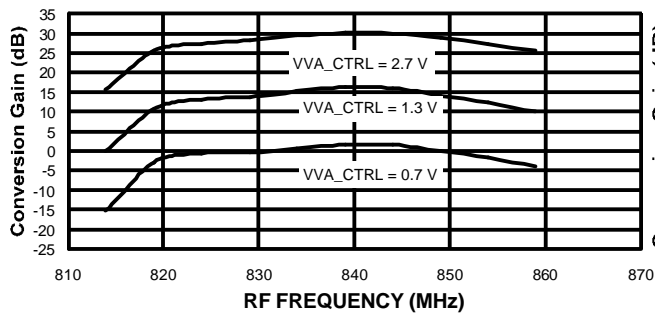 35
30
25
20
15
10
5
0
-5
-10
-15
-20
-25
Conversion Gain (dB)
VVA_CTRL = 2.7 V
VVA_CTRL = 1.3 V
VVA_CTRL = 0.7 V
810 820 830 840 850 860 870
RF FREQUENCY (MHz)